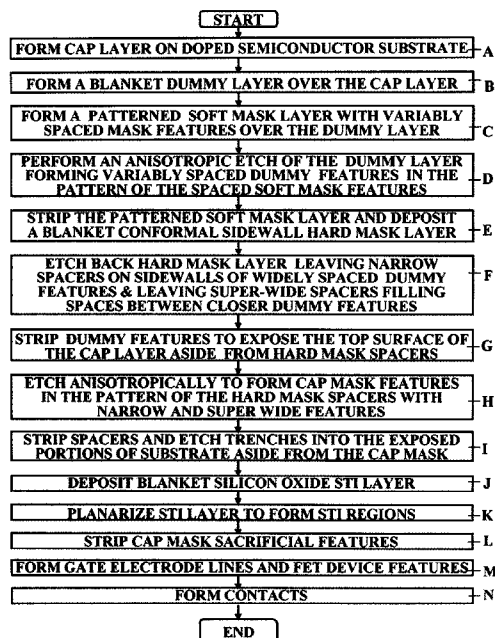 START
FORM CAP LAYER ON DOPED SEMICONDUCTOR SUBSTRATE
A
FORM A BLANKET DUMMY LAYER OVER THE CAP LAYER
B
FORM A PATTERNED SOFT MASK LAYER WITH VARIABLY
SPACED MASK FEATURES OVER THE DUMMY LAYER
C
PERFORM AN ANISOTROPIC ETCH OF THE DUMMY LAYER
FORMING VARIABLY SPACED DUMMY FEATURES IN THE
PATTERN OF THE SPACED SOFT MASK FEATURES
D
STRIP THE PATTERNED SOFT MASK LAYER AND DEPOSIT
A BLANKET CONFORMAL SIDEWALL HARD MASK LAYER
E
ETCH BACK HARD MASK LAYER LEAVING NARROW
SPACERS ON SIDEWALLS OF WIDELY SPACED DUMMY
FEATURES & LEAVING SUPER-WIDE SPACERS FILLING
SPACES BETWEEN CLOSER DUMMY FEATURES
F
STRIP DUMMY FEATURES TO EXPOSE THE TOP SURFACE OF
THE CAP LAYER ASIDE FROM HARD MASK SPACERS
G
ETCH ANISOTROPICALLY TO FORM CAP MASK FEATURES
IN THE PATTERN OF THE HARD MASK SPACERS WITH
NARROW AND SUPER WIDE FEATURES
H
STRIP SPACERS AND ETCH TRENCHES INTO THE EXPOSED
PORTIONS OF SUBSTRATE ASIDE FROM THE CAP MASK
I
DEPOSIT BLANKET SILICON OXIDE STI LAYER
J
PLANARIZE STI LAYER TO FORM STI REGIONS
K
STRIP CAP MASK SACRIFICIAL FEATURES
L
FORM GATE ELECTRODE LINES AND FET DEVICE FEATURES
M
FORM CONTACTS
N
END